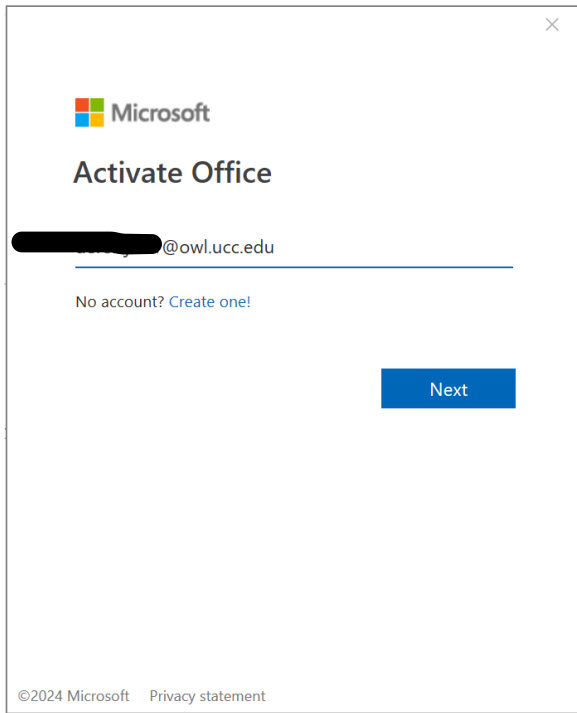 Microsoft
Activate Office
@owl.ucc.edu
No account? Create one!
Next
©2024 Microsoft Privacy statement